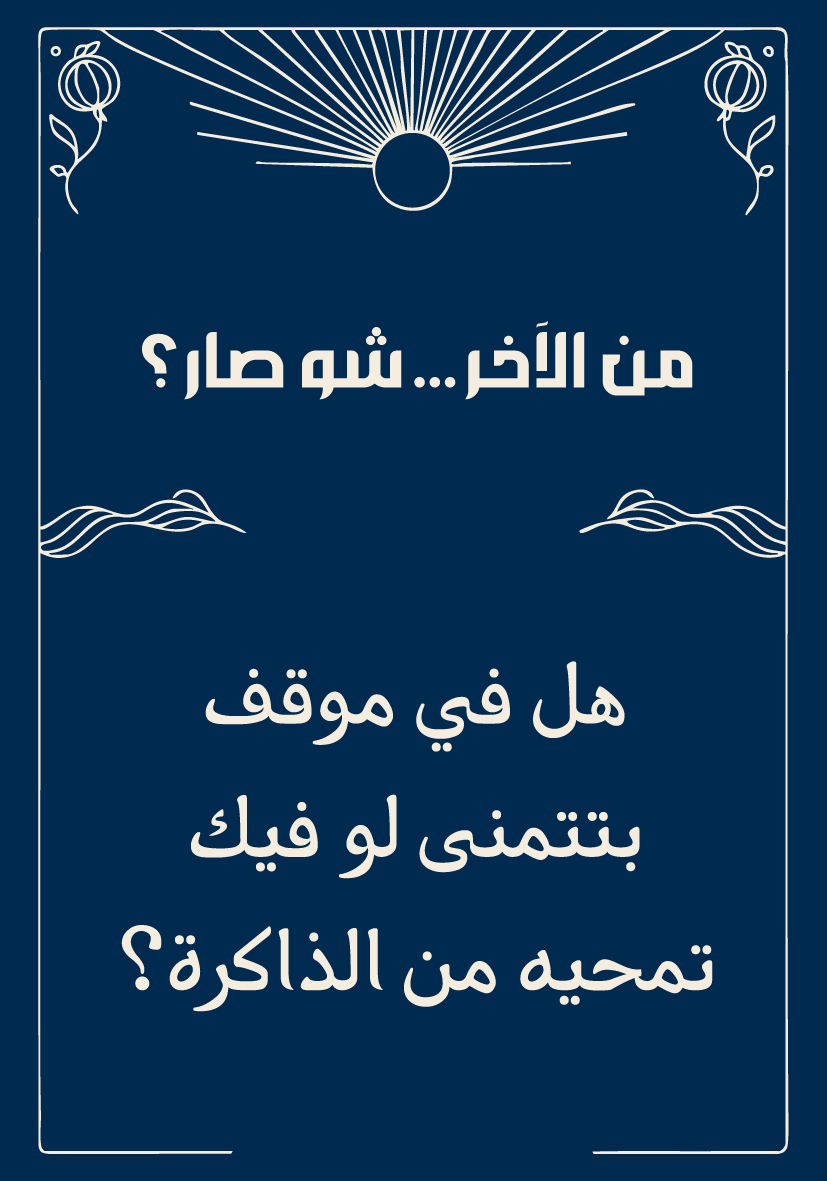 من الآخر... شو صار؟
هل في موقف
بتتمنى لو فيك
تمحيه من الذاكرة؟